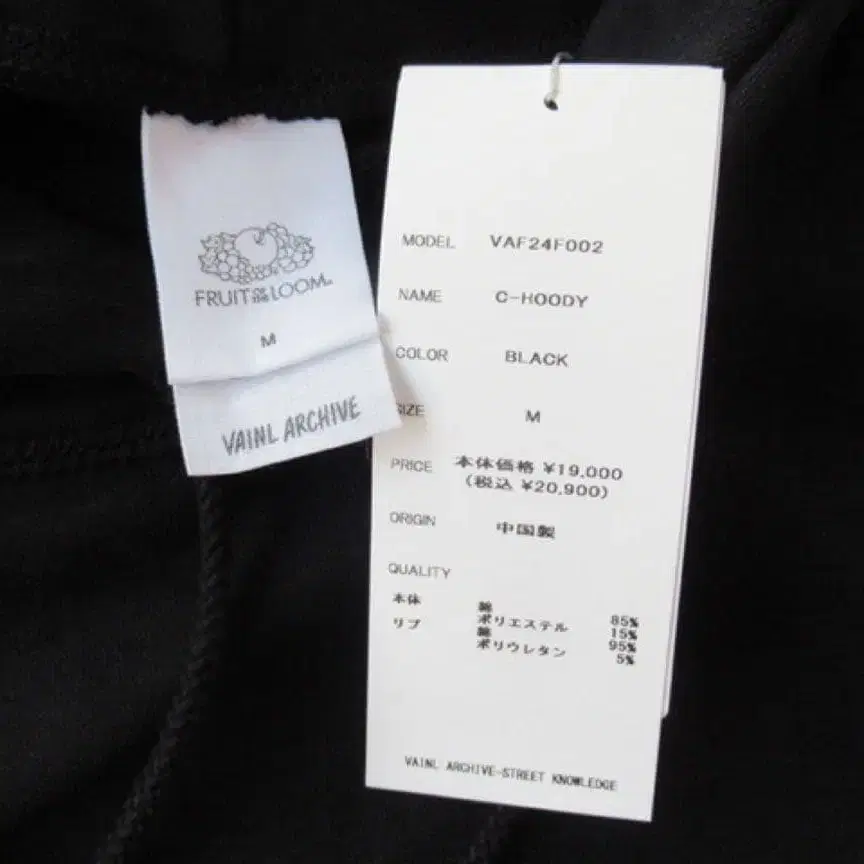 FRUIT OF THE LOOM®
M
VAINL ARCHIVE
MODEL VAF24F002
NAME C-HOODY
COLOR BLACK
SIZE M
PRICE 本体価格 ¥19,000
(税込 ¥20,900)
ORIGIN 中国製
QUALITY
本体 綿 85%
ポリエステル 15%
リブ 綿 95%
ポリウレタン 5%
VAINL ARCHIVE-STREET KNOWLEDGE